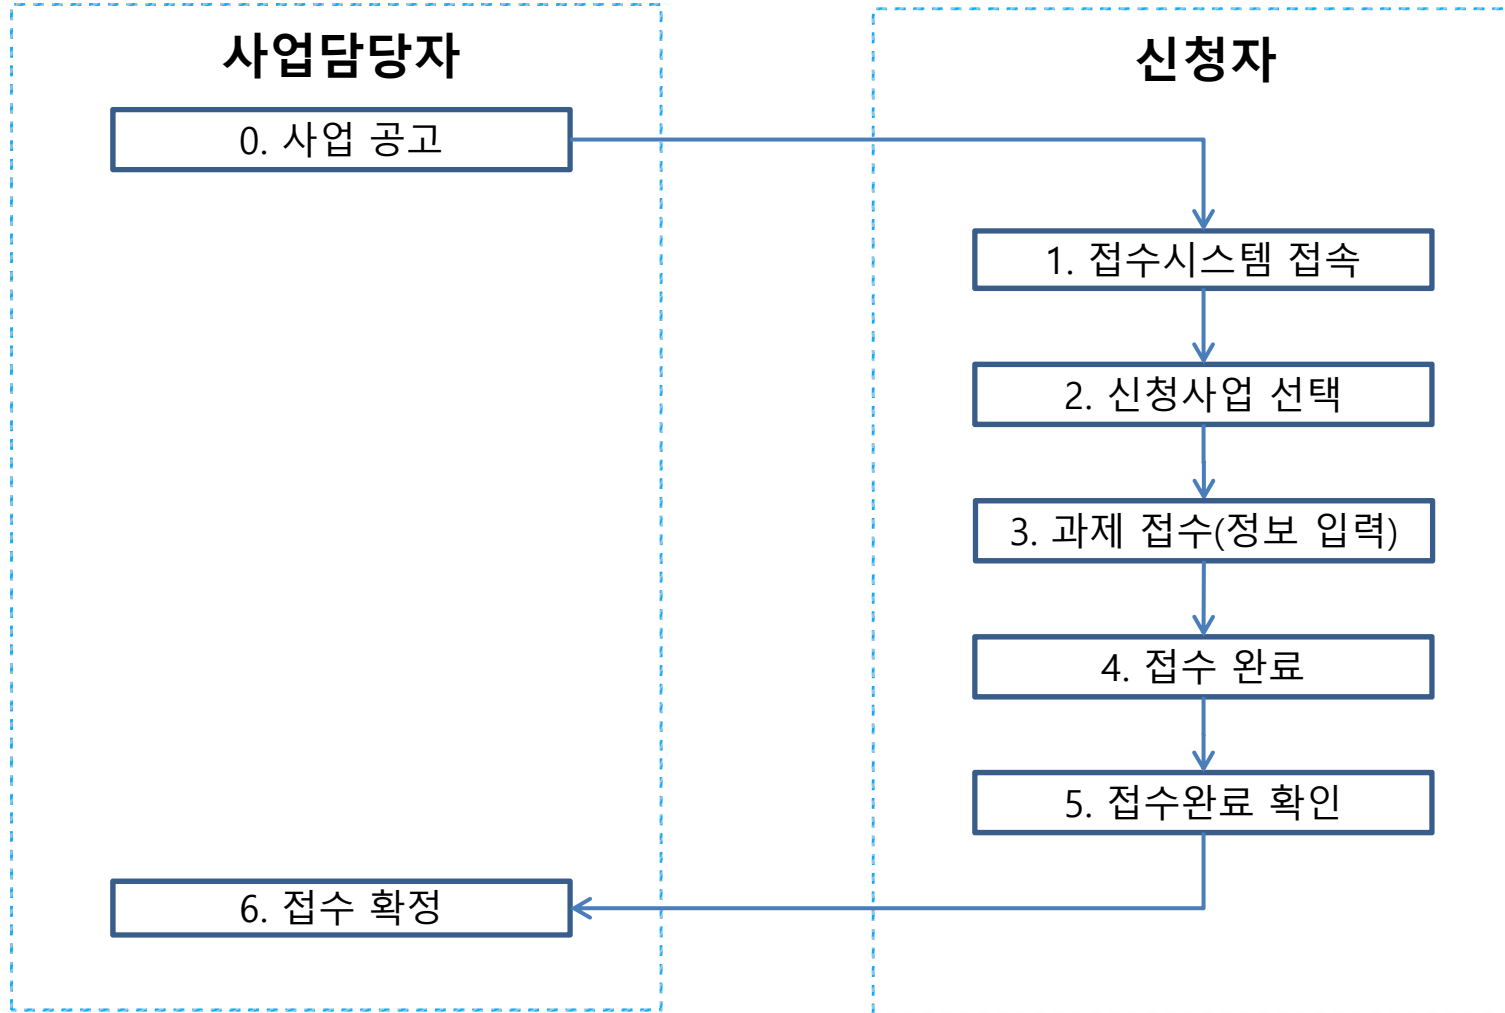 사업담당자
신청자
0. 사업 공고
1. 접수시스템 접속
2. 신청사업 선택
3. 과제 접수(정보 입력)
4. 접수 완료
5. 접수완료 확인
6. 접수 확정